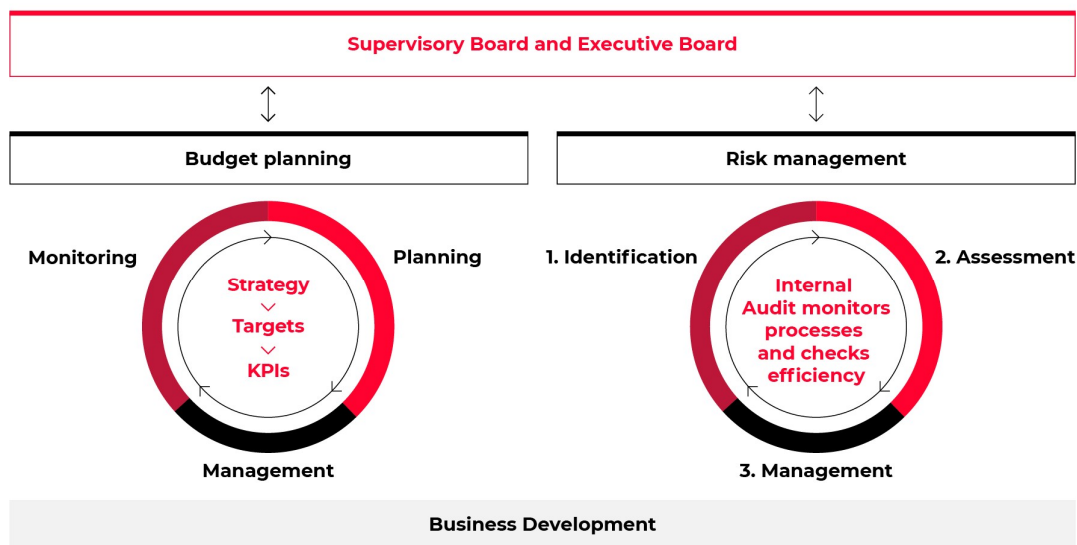 Supervisory Board and Executive Board
Budget planning
Risk management
Monitoring
Planning
Strategy
Targets
KPIs
Management
1. Identification
2. Assessment
Internal
Audit monitors
processes
and checks
efficiency
3. Management
Business Development